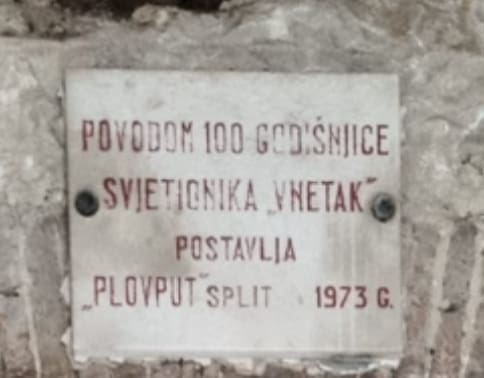 POVODOM 100 GODIŠNJICE
SVJETIONIKA „VNETAK“
POSTAVLJA
„PLOVPUT“ SPLIT 1973 G.